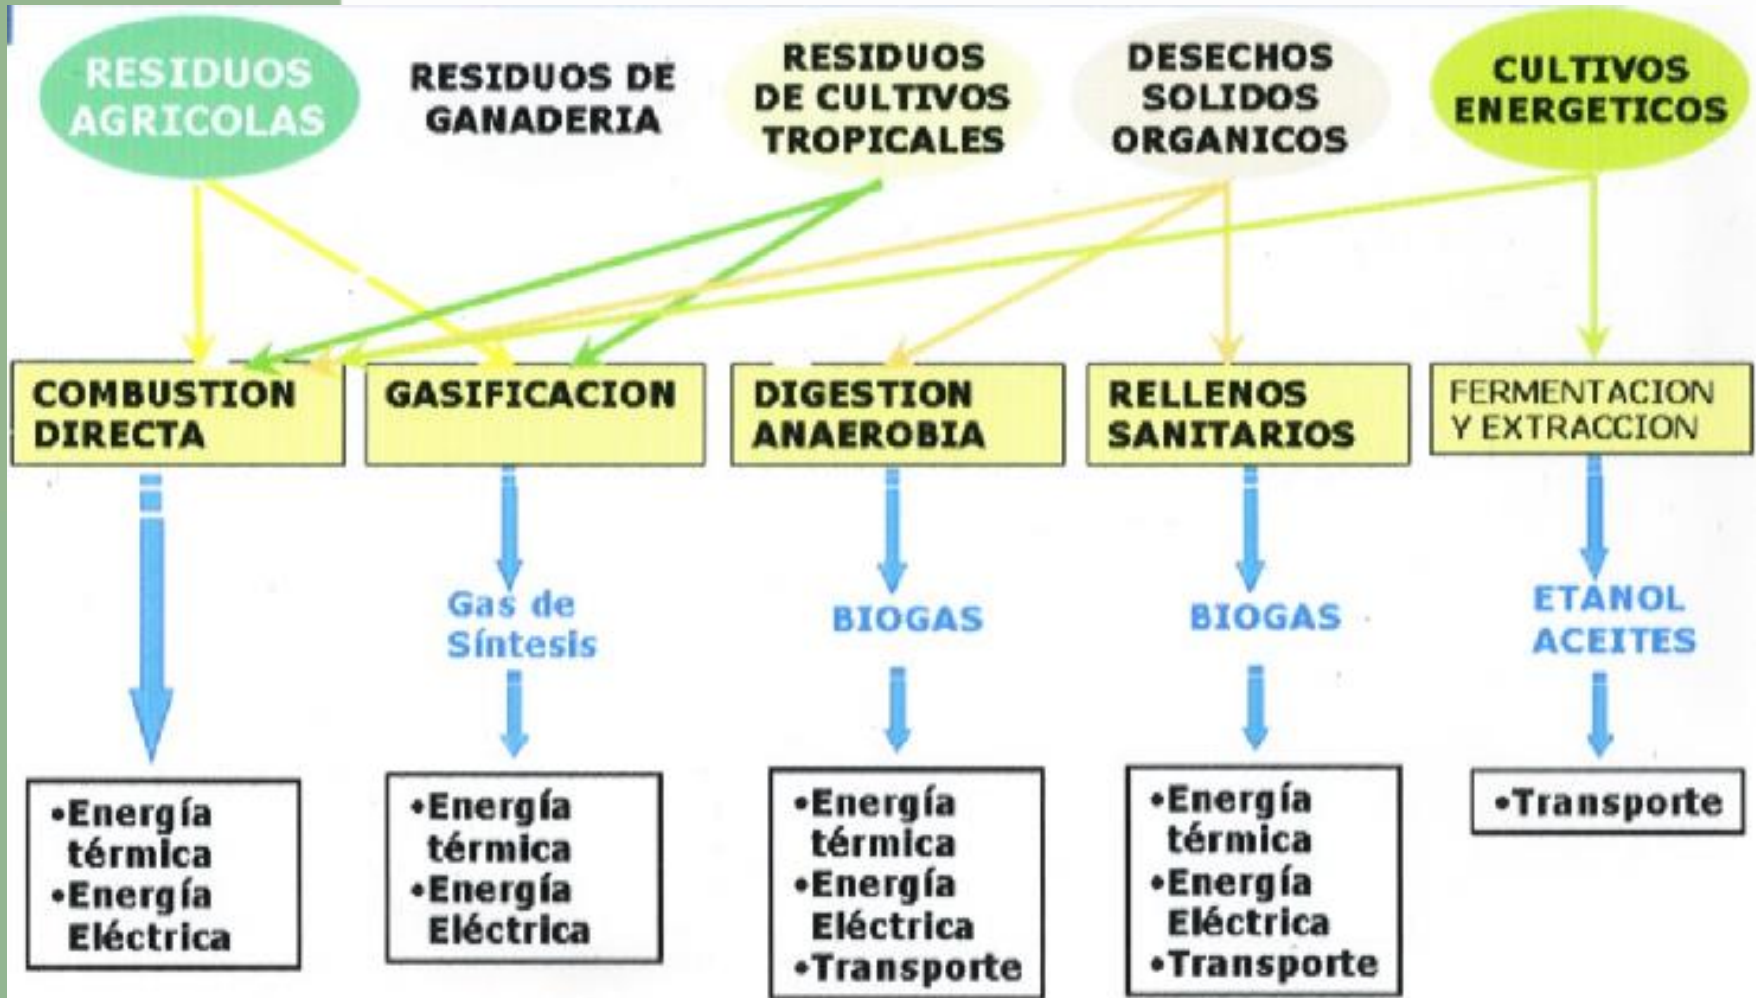 RESIDUOS
AGRICOLAS
RESIDUOS DE
GANADERIA
RESIDUOS
DE CULTIVOS
TROPICALES
DESECHOS
SOLIDOS
ORGANICOS
CULTIVOS
ENERGETICOS
COMBUSTION
DIRECTA
GASIFICACION
DIGESTION
ANAEROBIA
RELLENOS
SANITARIOS
FERMENTACION
Y EXTRACCION
Gas de
Síntesis
BIOGAS
BIOGAS
ETANOL
ACEITES
•Energía
térmica
•Energía
Eléctrica
•Energía
térmica
•Energía
Eléctrica
•Energía
térmica
•Energía
Eléctrica
•Transporte
•Energía
térmica
•Energía
Eléctrica
•Transporte
•Transporte